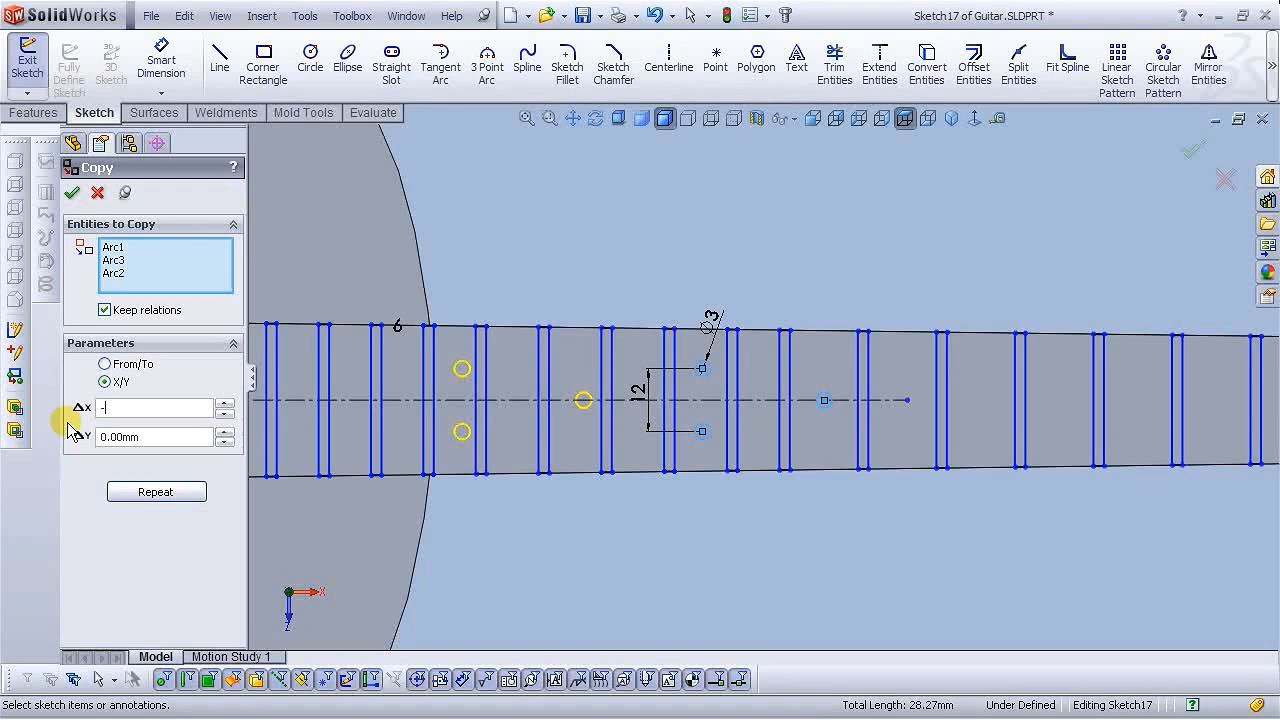 SW SolidWorks
File Edit View Insert Tools Toolbox Window Help
Sketch17 of Guitar.SLDPRT *
Exit Sketch
Fully Define Sketch
3D Sketch
Smart Dimension
Line
Corner Rectangle
Circle
Ellipse
Straight Slot
Tangent Arc
3 Point Arc
Spline
Sketch Fillet
Sketch Chamfer
Centerline
Point
Polygon
Text
Trim Entities
Extend Entities
Convert Entities
Offset Entities
Split Entities
Fit Spline
Linear Sketch Pattern
Circular Sketch Pattern
Mirror Entities
Features Sketch Surfaces Weldments Mold Tools Evaluate
Copy ?
Entities to Copy
Arc1
Arc3
Arc2
Keep relations
Parameters
From/To
X/Y
ΔX -
ΔY 0.00mm
Repeat
6
Ø3
12
X
Z
Model Motion Study 1
Select sketch items or annotations. Total Length: 28.27mm Under Defined Editing Sketch17 ?